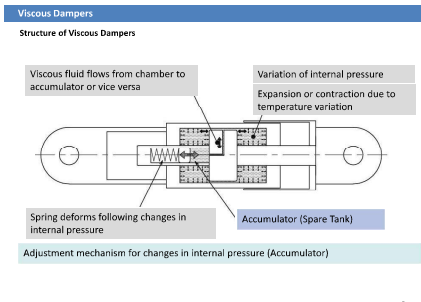 Viscous Dampers
Structure of Viscous Dampers
Viscous fluid flows from chamber to
accumulator or vice versa
Variation of internal pressure
Expansion or contraction due to
temperature variation
Spring deforms following changes in
internal pressure
Accumulator (Spare Tank)
Adjustment mechanism for changes in internal pressure (Accumulator)